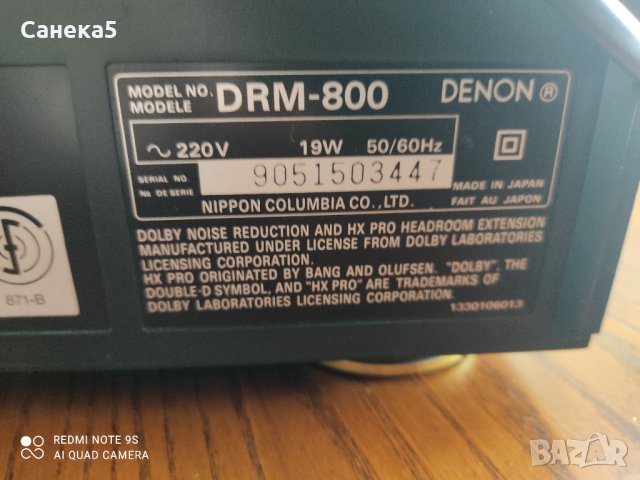 Санека5
MODEL NO. DRM-800 DENON ®
MODELE
~ 220V 19W 50/60Hz
SERIAL NO. 9051503447 MADE IN JAPAN
No DE SERIE FAIT AU JAPON
NIPPON COLUMBIA CO.,LTD.
DOLBY NOISE REDUCTION AND HX PRO HEADROOM EXTENSION
MANUFACTURED UNDER LICENSE FROM DOLBY LABORATORIES
LICENSING CORPORATION.
HX PRO ORIGINATED BY BANG AND OLUFSEN. "DOLBY", THE
DOUBLE-D SYMBOL, AND "HX PRO" ARE TRADEMARKS OF
DOLBY LABORATORIES LICENSING CORPORATION.
1330106013
871-B
REDMI NOTE 9S
AI QUAD CAMERA
BAZAR